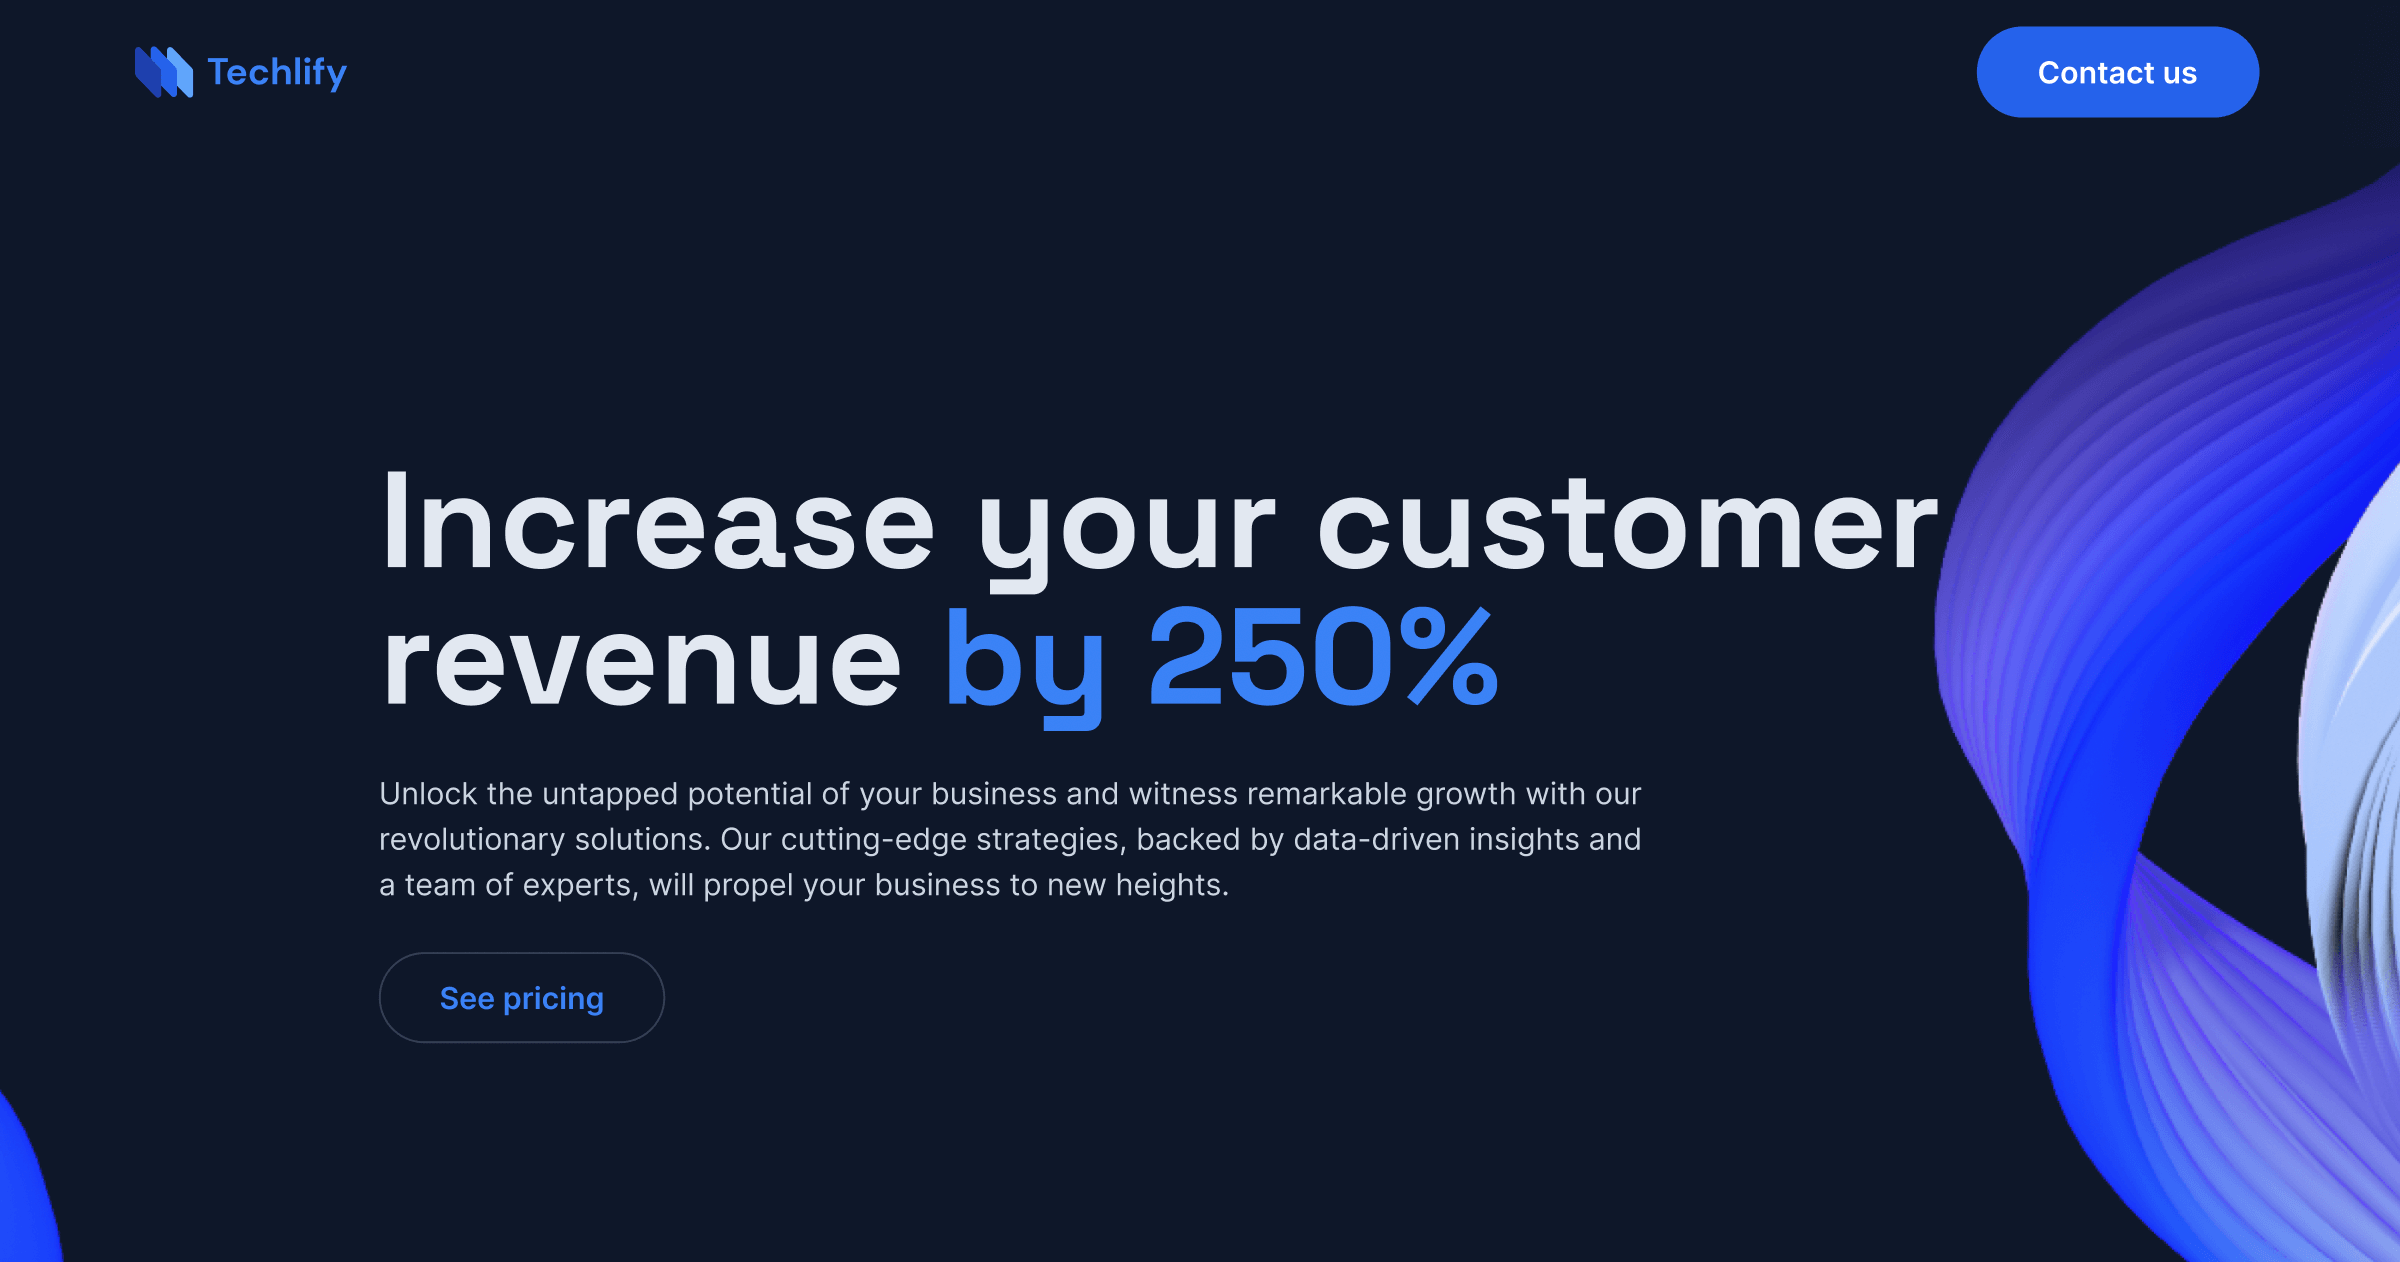 Techlify
Contact us
Increase your customer
revenue by 250%
Unlock the untapped potential of your business and witness remarkable growth with our
revolutionary solutions. Our cutting-edge strategies, backed by data-driven insights and
a team of experts, will propel your business to new heights.
See pricing